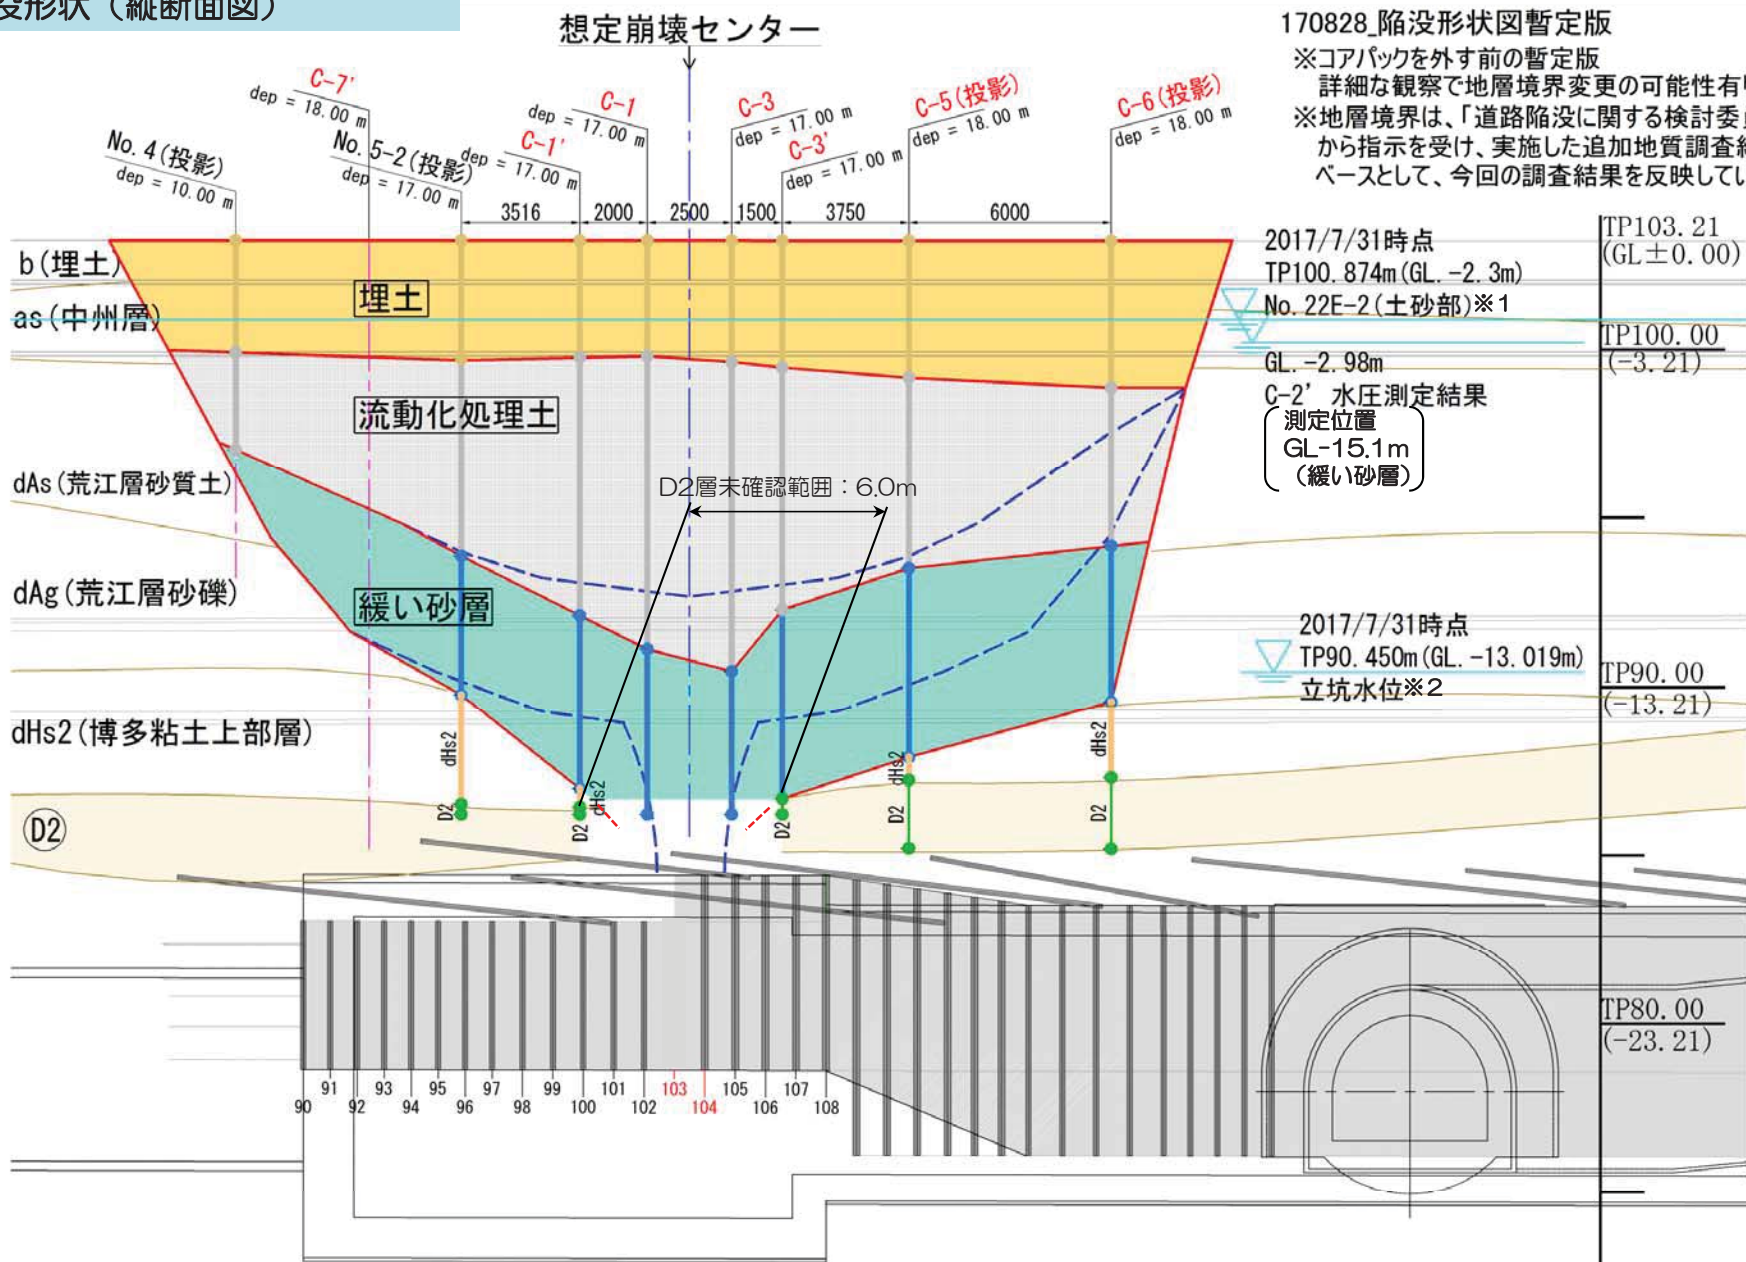 没形状（縦断面図）
想定崩壊センター
170828_陥没形状図暫定版
※コアパックを外す前の暫定版
詳細な観察で地層境界変更の可能性有
※地層境界は、「道路陥没に関する検討委
から指示を受け、実施した追加地質調査
ベースとして、今回の調査結果を反映してい
C-7'
dep = 18.00 m
C-1
dep = 17.00 m
C-3
dep = 17.00 m
C-5(投影)
dep = 18.00 m
C-6(投影)
dep = 18.00 m
No.4(投影)
dep = 10.00 m
No.5-2(投影)
dep = 17.00 m
C-1'
dep = 17.00 m
C-3'
dep = 17.00 m
3516
2000
2500
1500
3750
6000
TP103.21
(GL±0.00)
2017/7/31時点
TP100.874m(GL.-2.3m)
No.22E-2(土砂部)※1
b(埋土)
埋土
as(中州層)
TP100.00
(-3.21)
GL.-2.98m
C-2' 水圧測定結果
測定位置
GL-15.1m
(緩い砂層)
流動化処理土
dAs(荒江層砂質土)
D2層未確認範囲：6.0m
dAg(荒江層砂礫)
緩い砂層
2017/7/31時点
TP90.450m(GL.-13.019m)
立坑水位※2
TP90.00
(-13.21)
dHs2(博多粘土上部層)
dHs2
dHs2
dHs2
dHs2
D2
D2
D2
D2
D2
D2
TP80.00
(-23.21)
91
93
95
97
99
101
103
105
107
90
92
94
96
98
100
102
104
106
108